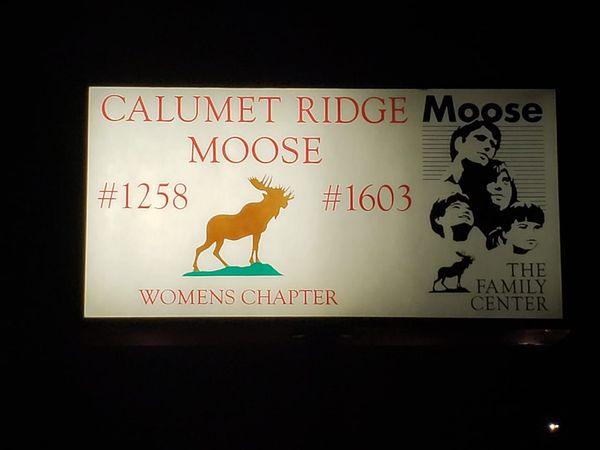 CALUMET RIDGE
MOOSE
#1258
#1603
WOMENS CHAPTER
Moose
THE
FAMILY
CENTER